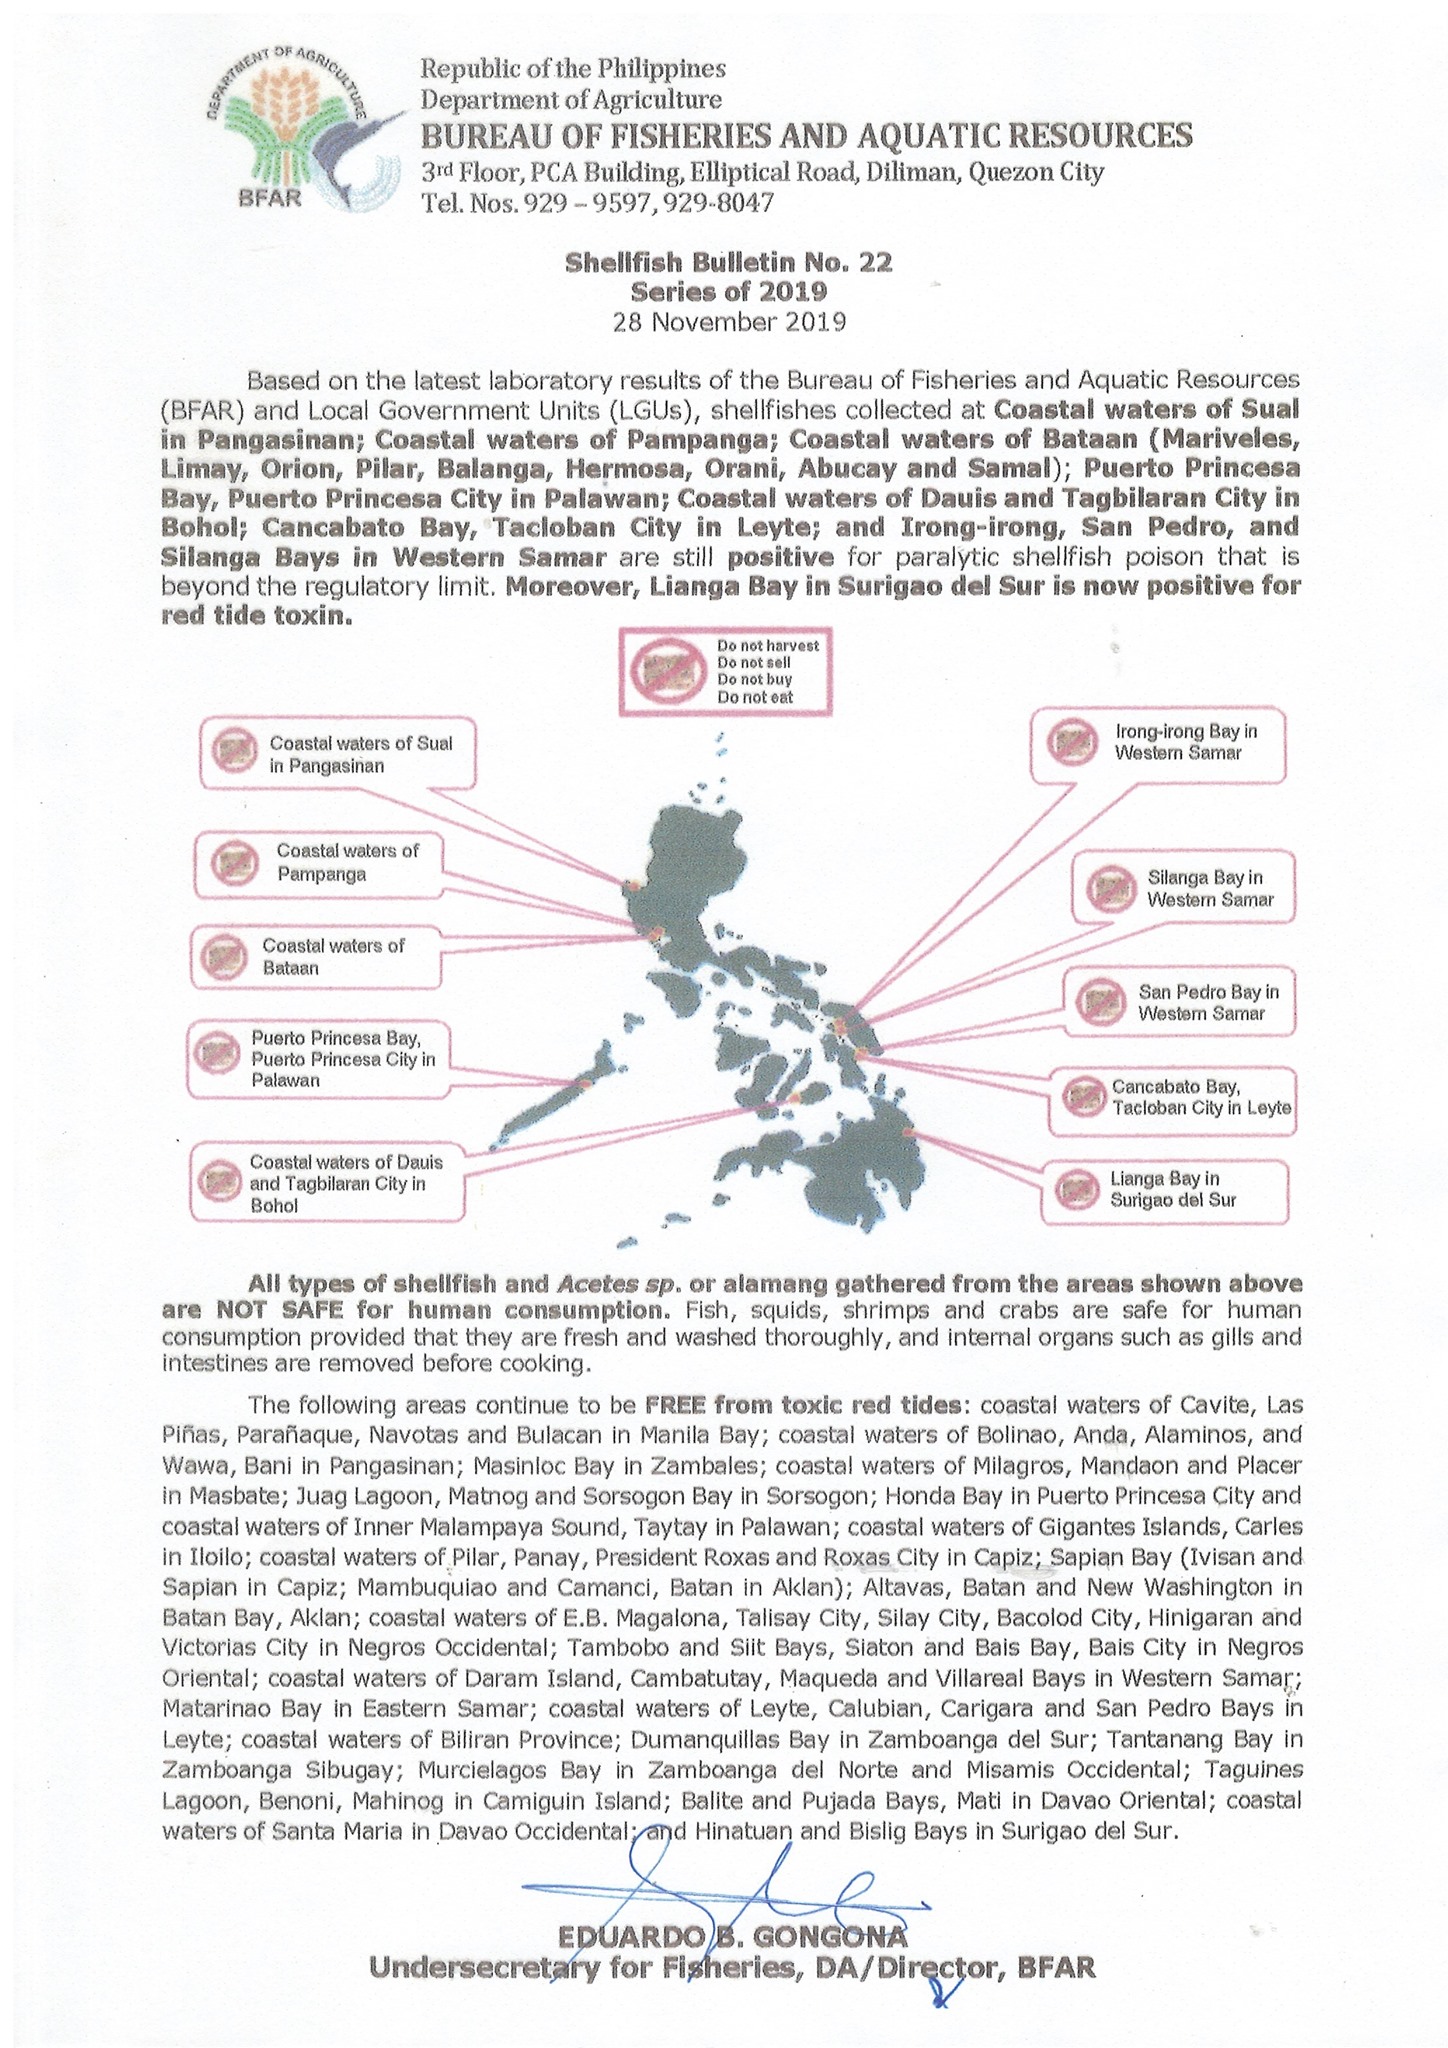 DEPARTMENT OF AGRICULTURE
BFAR
Republic of the Philippines
Department of Agriculture
BUREAU OF FISHERIES AND AQUATIC RESOURCES
3rd Floor, PCA Building, Elliptical Road, Diliman, Quezon City
Tel. Nos. 929 – 9597, 929-8047
Shellfish Bulletin No. 22
Series of 2019
28 November 2019
Based on the latest laboratory results of the Bureau of Fisheries and Aquatic Resources
(BFAR) and Local Government Units (LGUs), shellfishes collected at Coastal waters of Sual
in Pangasinan; Coastal waters of Pampanga; Coastal waters of Bataan (Mariveles,
Limay, Orion, Pilar, Balanga, Hermosa, Orani, Abucay and Samal); Puerto Princesa
Bay, Puerto Princesa City in Palawan; Coastal waters of Dauis and Tagbilaran City in
Bohol; Cancabato Bay, Tacloban City in Leyte; and Irong-irong, San Pedro, and
Silanga Bays in Western Samar are still positive for paralytic shellfish poison that is
beyond the regulatory limit. Moreover, Lianga Bay in Surigao del Sur is now positive for
red tide toxin.
Do not harvest
Do not sell
Do not buy
Do not eat
Coastal waters of Sual
in Pangasinan
Coastal waters of
Pampanga
Coastal waters of
Bataan
Puerto Princesa Bay,
Puerto Princesa City in
Palawan
Coastal waters of Dauis
and Tagbilaran City in
Bohol
Irong-irong Bay in
Western Samar
Silanga Bay in
Western Samar
San Pedro Bay in
Western Samar
Cancabato Bay,
Tacloban City in Leyte
Lianga Bay in
Surigao del Sur
All types of shellfish and Acetes sp. or alamang gathered from the areas shown above
are NOT SAFE for human consumption. Fish, squids, shrimps and crabs are safe for human
consumption provided that they are fresh and washed thoroughly, and internal organs such as gills and
intestines are removed before cooking.
The following areas continue to be FREE from toxic red tides: coastal waters of Cavite, Las
Piñas, Parañaque, Navotas and Bulacan in Manila Bay; coastal waters of Bolinao, Anda, Alaminos, and
Wawa, Bani in Pangasinan; Masinloc Bay in Zambales; coastal waters of Milagros, Mandaon and Placer
in Masbate; Juag Lagoon, Matnog and Sorsogon Bay in Sorsogon; Honda Bay in Puerto Princesa City and
coastal waters of Inner Malampaya Sound, Taytay in Palawan; coastal waters of Gigantes Islands, Carles
in Iloilo; coastal waters of Pilar, Panay, President Roxas and Roxas City in Capiz; Sapian Bay (Ivisan and
Sapian in Capiz; Mambuquiao and Camanci, Batan in Aklan); Altavas, Batan and New Washington in
Batan Bay, Aklan; coastal waters of E.B. Magalona, Talisay City, Silay City, Bacolod City, Hinigaran and
Victorias City in Negros Occidental; Tambobo and Siit Bays, Siaton and Bais Bay, Bais City in Negros
Oriental; coastal waters of Daram Island, Cambatutay, Maqueda and Villareal Bays in Western Samar;
Matarinao Bay in Eastern Samar; coastal waters of Leyte, Calubian, Carigara and San Pedro Bays in
Leyte; coastal waters of Biliran Province; Dumanquillas Bay in Zamboanga del Sur; Tantanang Bay in
Zamboanga Sibugay; Murcielagos Bay in Zamboanga del Norte and Misamis Occidental; Taguines
Lagoon, Benoni, Mahinog in Camiguin Island; Balite and Pujada Bays, Mati in Davao Oriental; coastal
waters of Santa Maria in Davao Occidental; and Hinatuan and Bislig Bays in Surigao del Sur.
EDUARDO B. GONGONA
Undersecretary for Fisheries, DA/Director, BFAR